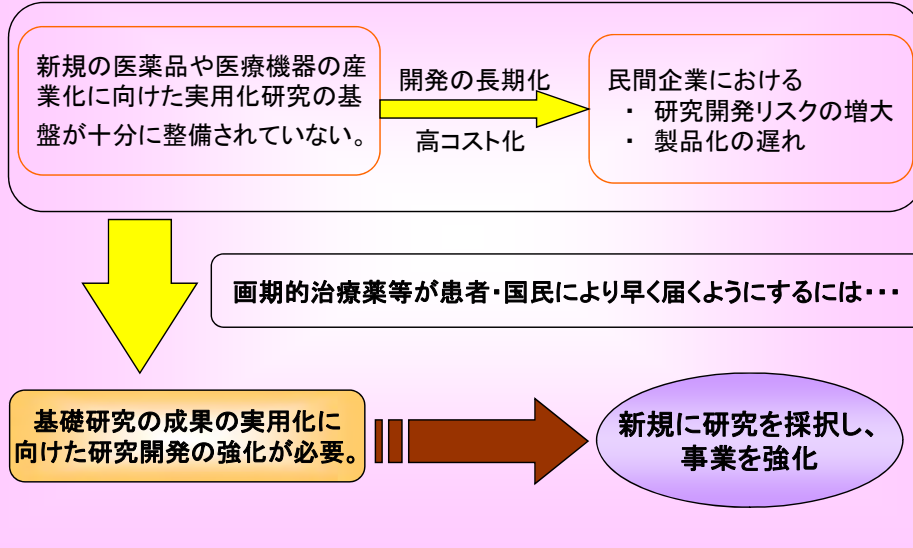 新規の医薬品や医療機器の産
業化に向けた実用化研究の基
盤が十分に整備されていない。
開発の長期化
高コスト化
民間企業における
・ 研究開発リスクの増大
・ 製品化の遅れ
画期的治療薬等が患者・国民により早く届くようにするには・・・
基礎研究の成果の実用化に
向けた研究開発の強化が必要。
新規に研究を採択し、
事業を強化